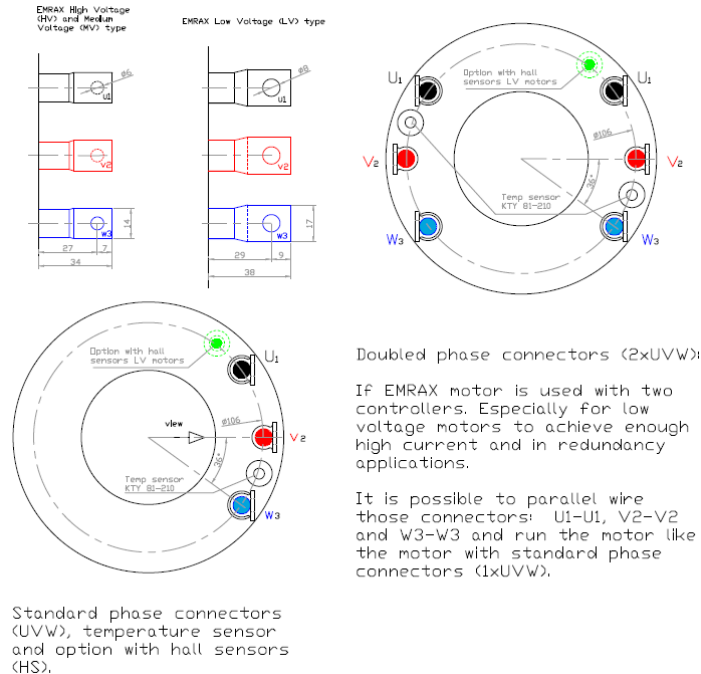 EMRAX High Voltage
(HV) and Medium
Voltage (MV) type
EMRAX Low Voltage (LV) type
ø6
u1
v2
w3
14
27
7
34
ø8
u1
v2
w3
17
29
9
38
Option with hall
sensors LV motors
U1
U1
ø106
V2
V2
36°
Temp sensor
KTY 81-210
W3
W3
Option with hall
sensors LV motors
U1
ø106
view
V2
36°
Temp sensor
KTY 81-210
W3
Standard phase connectors
(UVW), temperature sensor
and option with hall sensors
(HS).
Doubled phase connectors (2xUVW):
If EMRAX motor is used with two
controllers. Especially for low
voltage motors to achieve enough
high current and in redundancy
applications.
It is possible to parallel wire
those connectors: U1-U1, V2-V2
and W3-W3 and run the motor like
the motor with standard phase
connectors (1xUVW).